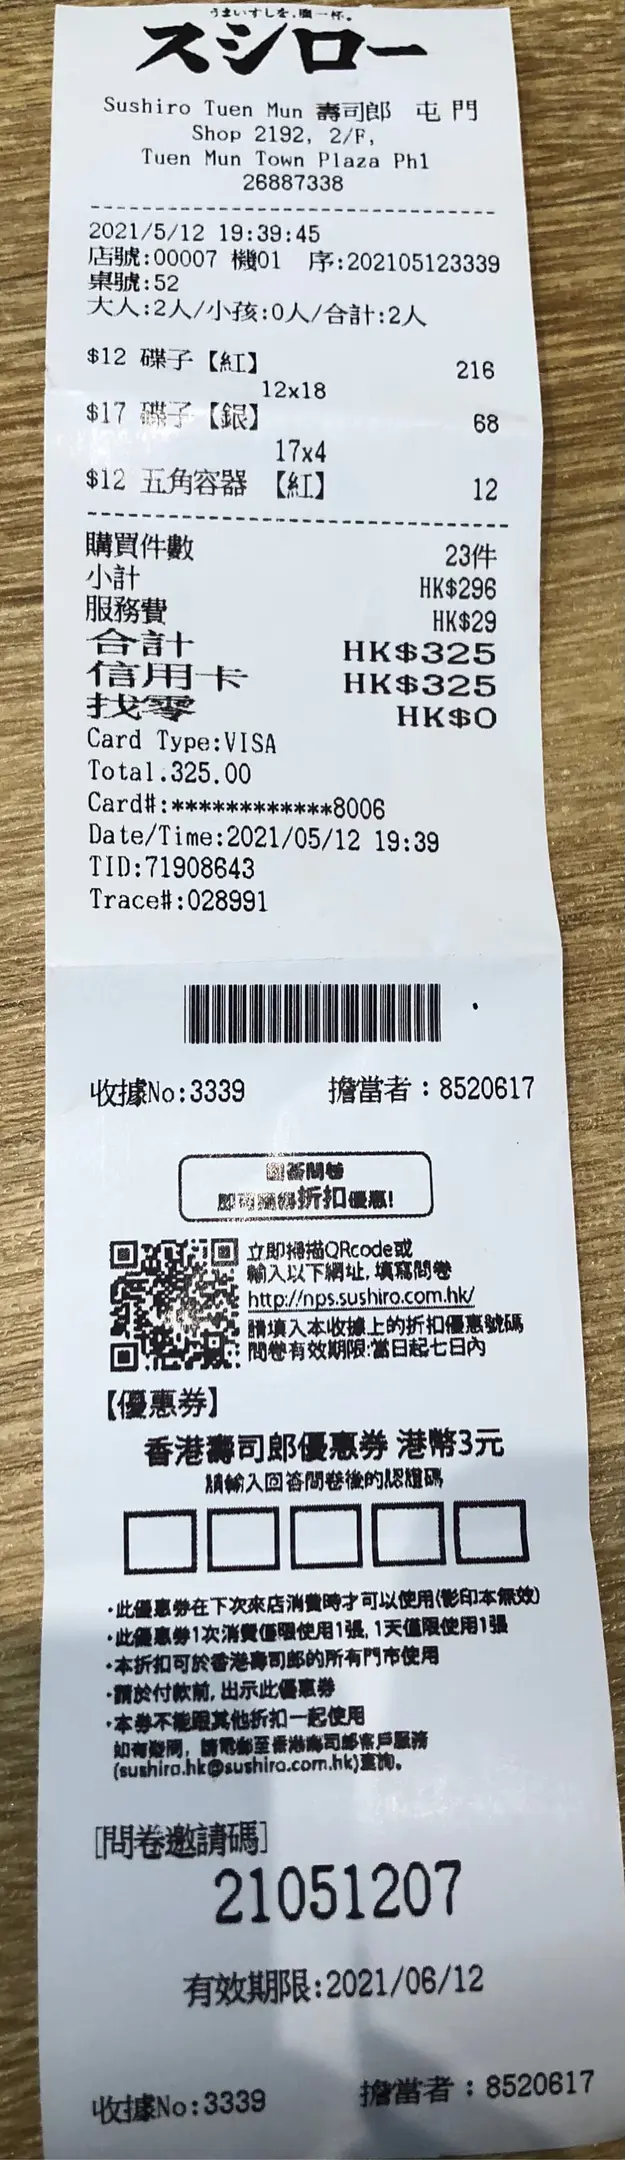 うまいすしを、腹一杯。
スシロー
Sushiro Tuen Mun 壽司郎 屯門
Shop 2192, 2/F,
Tuen Mun Town Plaza Ph1
26887338
2021/5/12 19:39:45
店號:00007 機01 序:202105123339
桌號:52
大人:2人/小孩:0人/合計:2人
$12 碟子【紅】 216
12x18
$17 碟子【銀】 68
17x4
$12 五角容器 【紅】 12
購買件數 23件
小計 HK$296
服務費 HK$29
合計 HK$325
信用卡 HK$325
找零 HK$0
Card Type:VISA
Total.325.00
Card#:************8006
Date/Time:2021/05/12 19:39
TID:71908643
Trace#:028991
收據No:3339 擔當者：8520617
回答問卷
即可獲得折扣優惠!
立即掃描QRcode或
輸入以下網址,填寫問卷
http://nps.sushiro.com.hk/
請填入本收據上的折扣優惠號碼
問卷有效期限:當日起七日內
【優惠券】
香港壽司郎優惠券 港幣3元
請輸入回答問卷後的認證碼
・此優惠券在下次來店消費時才可以使用(影印本無效)
・此優惠券1次消費僅限使用1張,1天僅限使用1張
・本折扣可於香港壽司郎的所有門市使用
・請於付款前,出示此優惠券
・本券不能跟其他折扣一起使用
如有疑問，請電郵至香港壽司郎客戶服務
(sushiro.hk@sushiro.com.hk)查詢。
[問卷邀請碼]
21051207
有效期限:2021/06/12
收據No:3339 擔當者：8520617